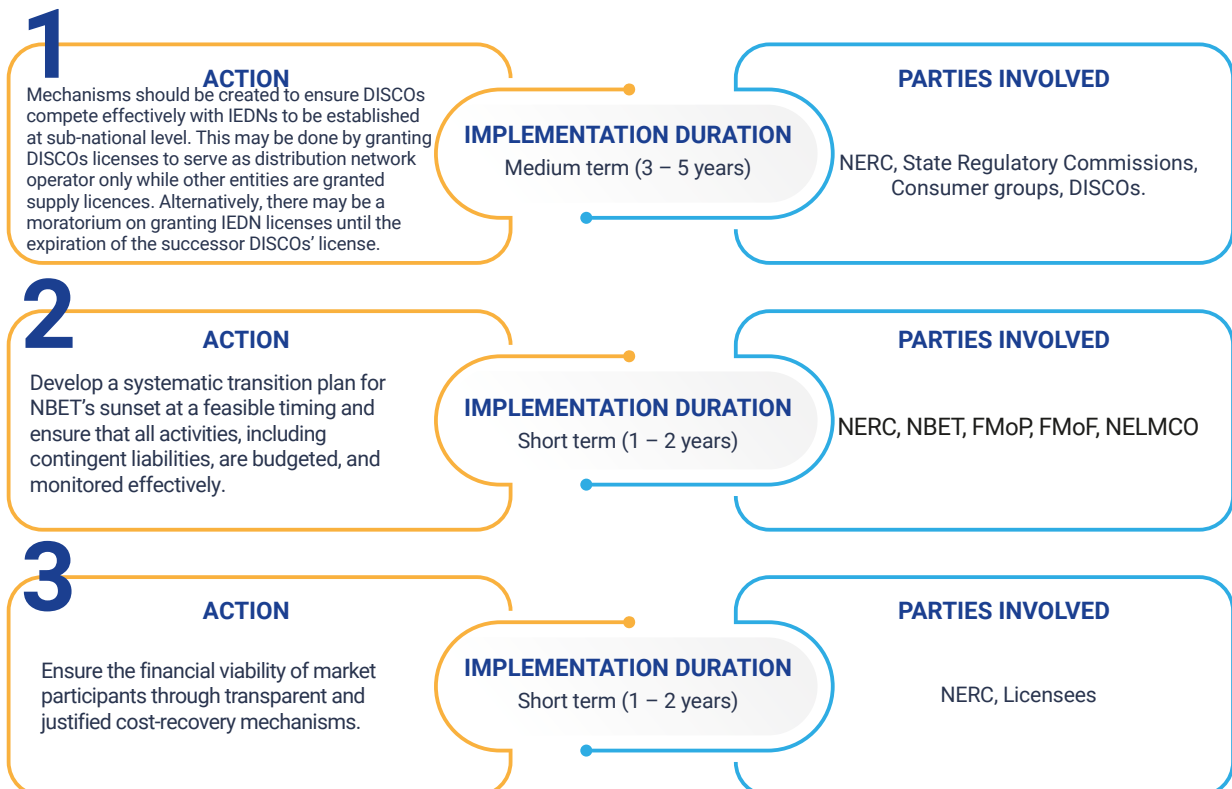 1
ACTION
Mechanisms should be created to ensure DISCOs
compete effectively with IEDNs to be established
at sub-national level. This may be done by granting
DISCOs licenses to serve as distribution network
operator only while other entities are granted
supply licences. Alternatively, there may be a
moratorium on granting IEDN licenses until the
expiration of the successor DISCOs’ license.
IMPLEMENTATION DURATION
Medium term (3 – 5 years)
PARTIES INVOLVED
NERC, State Regulatory Commissions,
Consumer groups, DISCOs.
2
ACTION
Develop a systematic transition plan for
NBET’s sunset at a feasible timing and
ensure that all activities, including
contingent liabilities, are budgeted, and
monitored effectively.
IMPLEMENTATION DURATION
Short term (1 – 2 years)
PARTIES INVOLVED
NERC, NBET, FMoP, FMoF, NELMCO
3
ACTION
Ensure the financial viability of market
participants through transparent and
justified cost-recovery mechanisms.
IMPLEMENTATION DURATION
Short term (1 – 2 years)
PARTIES INVOLVED
NERC, Licensees